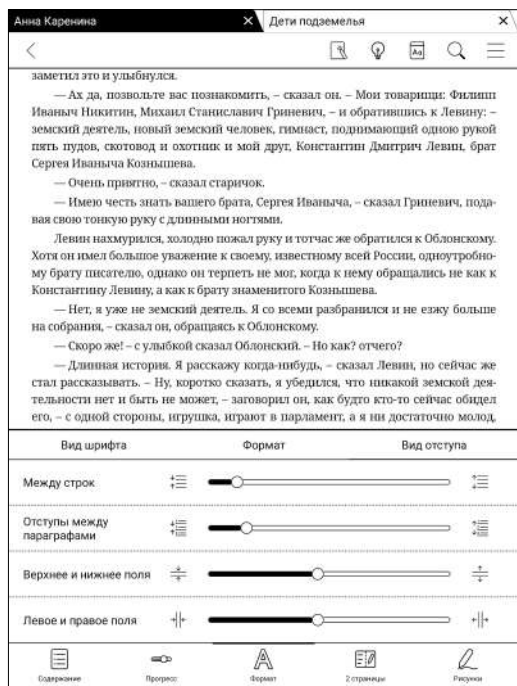 Анна Каренина
Дети подземелья
заметил это и улыбнулся.
— Ах да, позвольте вас познакомить, – сказал он. – Мои товарищи: Филипп
Иваныч Никитин, Михаил Станиславич Гриневич, – и обратившись к Левину: –
земский деятель, новый земский человек, гимнаст, поднимающий одною рукой
пять пудов, скотовод и охотник и мой друг, Константин Дмитрич Левин, брат
Сергея Иваныча Кознышева.
— Очень приятно, – сказал старичок.
— Имею честь знать вашего брата, Сергея Иваныча, – сказал Гриневич, пода-
вая свою тонкую руку с длинными ногтями.
Левин нахмурился, холодно пожал руку и тотчас же обратился к Облонскому.
Хотя он имел большое уважение к своему, известному всей России, одноутробно-
му брату писателю, однако он терпеть не мог, когда к нему обращались не как к
Константину Левину, а как к брату знаменитого Кознышева.
— Нет, я уже не земский деятель. Я со всеми разбранился и не езжу больше
на собрания, – сказал он, обращаясь к Облонскому.
— Скоро же! – с улыбкой сказал Облонский. – Но как? отчего?
— Длинная история. Я расскажу когда-нибудь, – сказал Левин, но сейчас же
стал рассказывать. – Ну, коротко сказать, я убедился, что никакой земской дея-
тельности нет и быть не может, – заговорил он, как будто кто-то сейчас обидел
его, – с одной стороны, игрушка, играют в парламент, а я ни достаточно молод,
Вид шрифта
Формат
Вид отступа
Между строк
Отступы между
параграфами
Верхнее и нижнее поля
Левое и правое поля
Содержание
Прогресс
Формат
2 страницы
Рисунки